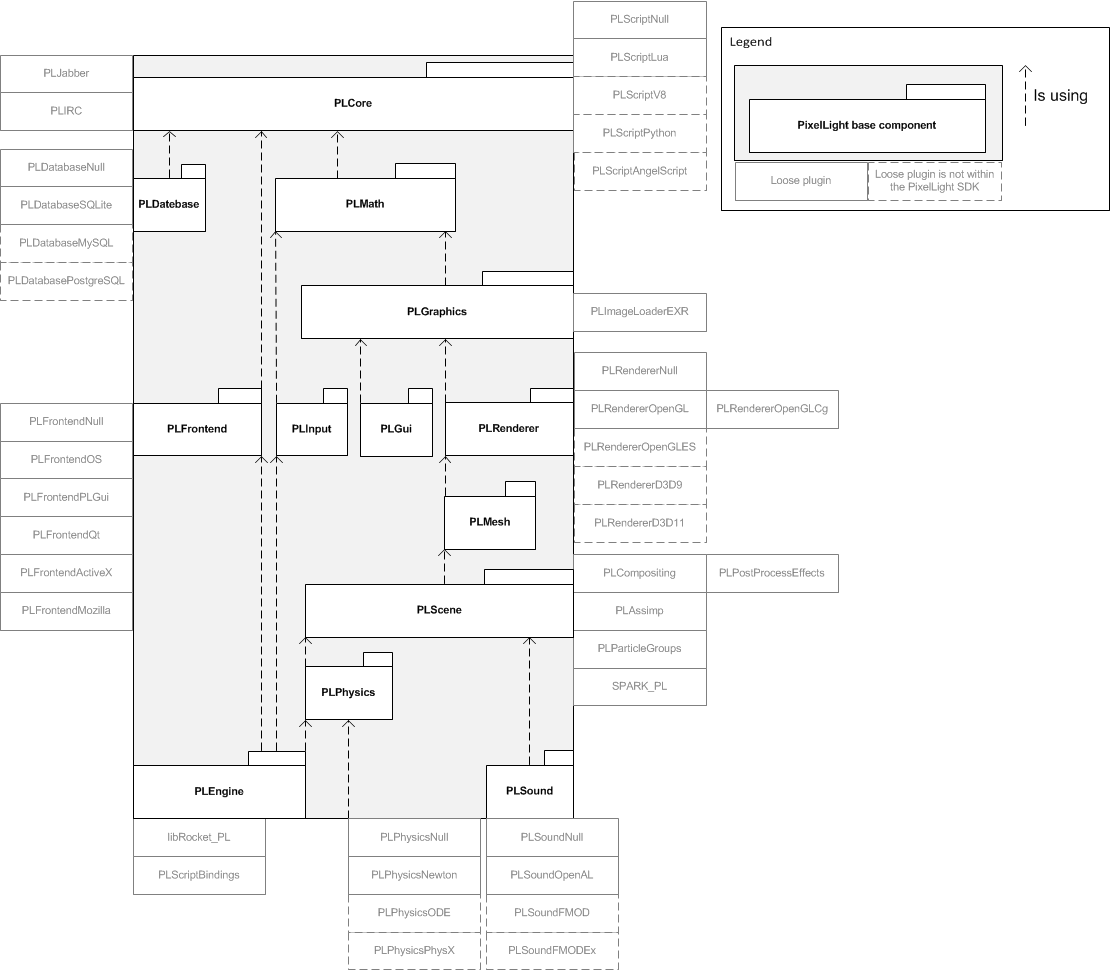 PLScriptNull
PLScriptLua
PLScriptV8
PLScriptPython
PLScriptAngelScript
Legend
PixelLight base component
Is using
Loose plugin
Loose plugin is not within
the PixelLight SDK
PLJabber
PLIRC
PLCore
PLDatabaseNull
PLDatabaseSQLite
PLDatabaseMySQL
PLDatabasePostgreSQL
PLDatebase
PLMath
PLGraphics
PLImageLoaderEXR
PLRendererNull
PLRendererOpenGL
PLRendererOpenGLCg
PLRendererOpenGLES
PLRendererD3D9
PLRendererD3D11
PLFrontend
PLInput
PLGui
PLRenderer
PLFrontendNull
PLFrontendOS
PLFrontendPLGui
PLFrontendQt
PLFrontendActiveX
PLFrontendMozilla
PLMesh
PLScene
PLCompositing
PLPostProcessEffects
PLAssimp
PLParticleGroups
SPARK_PL
PLPhysics
PLEngine
PLSound
libRocket_PL
PLScriptBindings
PLPhysicsNull
PLPhysicsNewton
PLPhysicsODE
PLPhysicsPhysX
PLSoundNull
PLSoundOpenAL
PLSoundFMOD
PLSoundFMODEx